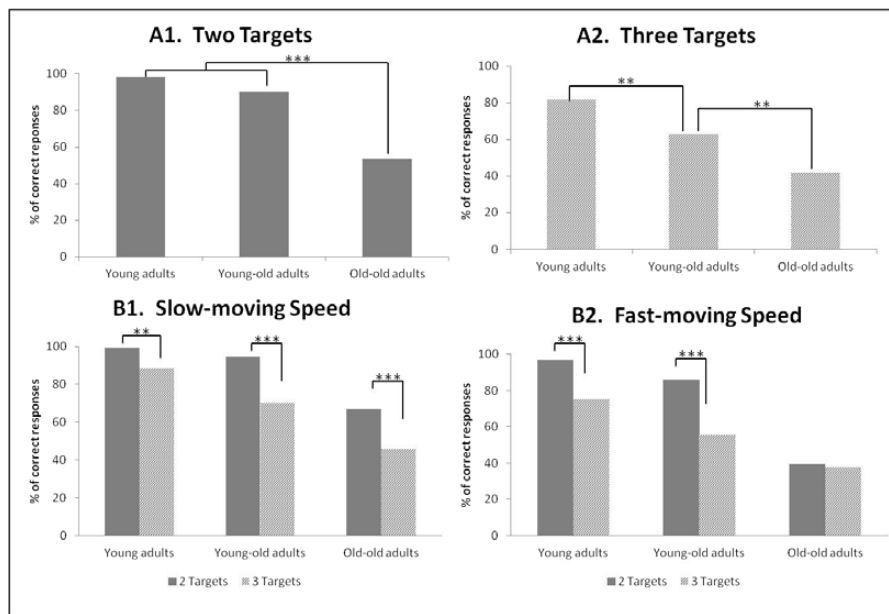 A1. Two Targets
% of correct reponses
100
80
60
40
20
0
***
Young adults
Young-old adults
Old-old adults
A2. Three Targets
% of correct responses
100
80
60
40
20
0
**
**
Young adults
Young-old adults
Old-old adults
B1. Slow-moving Speed
% of correct responses
100
80
60
40
20
0
**
***
***
Young adults
Young-old adults
Old-old adults
2 Targets
3 Targets
B2. Fast-moving Speed
% of correct responses
100
80
60
40
20
0
***
***
Young adults
Young-old adults
Old-old adults
2 Targets
3 Targets